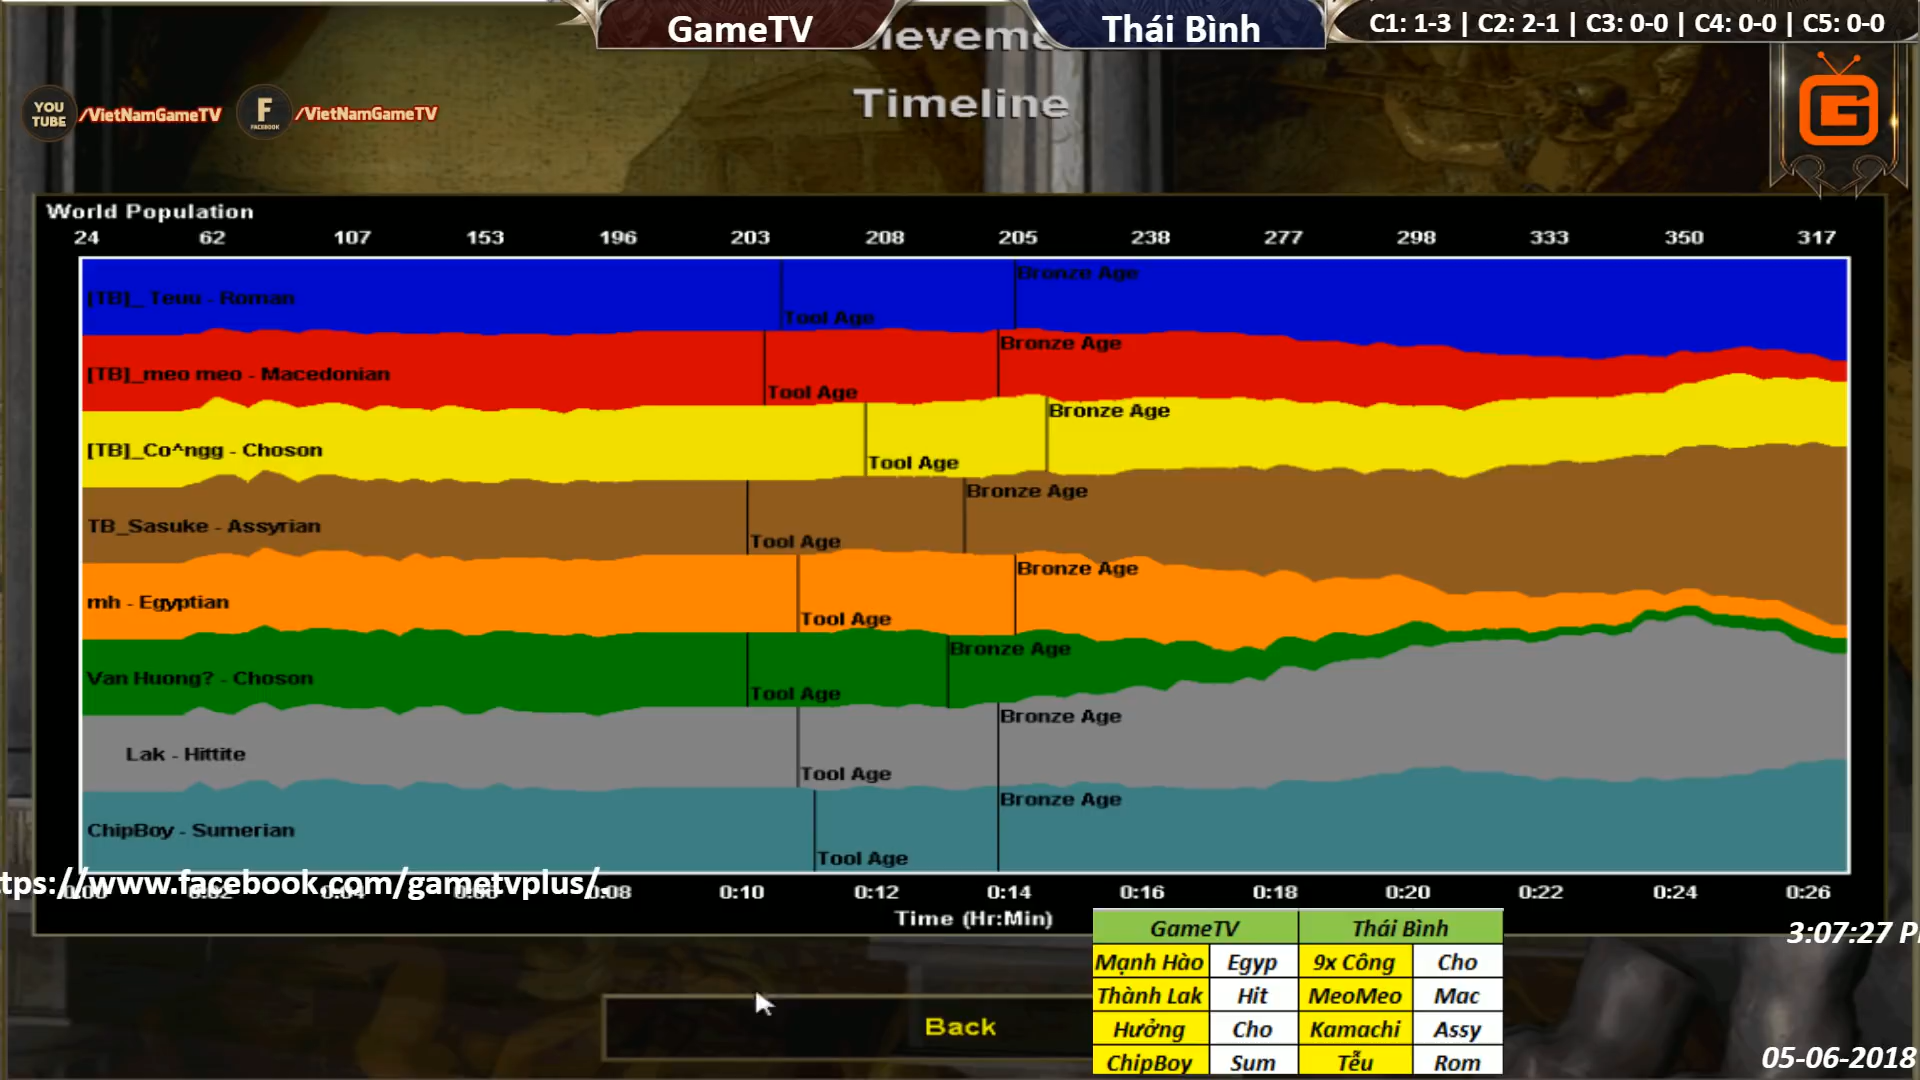 GameTV
Thái Bình
C1: 1-3 | C2: 2-1 | C3: 0-0 | C4: 0-0 | C5: 0-0
YOU TUBE /VietNamGameTV
F FACEBOOK /VietNamGameTV
Timeline
World Population
24 62 107 153 196 203 208 205 238 277 298 333 350 317
[TB]_ Teuu - Roman
Tool Age
Bronze Age
[TB]_meo meo - Macedonian
Tool Age
Bronze Age
[TB]_Co^ngg - Choson
Tool Age
Bronze Age
TB_Sasuke - Assyrian
Tool Age
Bronze Age
mh - Egyptian
Tool Age
Bronze Age
Van Huong? - Choson
Tool Age
Bronze Age
Lak - Hittite
Tool Age
Bronze Age
ChipBoy - Sumerian
Tool Age
Bronze Age
tps://www.facebook.com/gametvplus/
0:10 0:12 0:14 0:16 0:18 0:20 0:22 0:24 0:26
Time (Hr:Min)
3:07:27 P
GameTV Thái Bình
Mạnh Hào Egyp 9x Công Cho
Thành Lak Hit MeoMeo Mac
Hưởng Cho Kamachi Assy
ChipBoy Sum Tễu Rom
Back
05-06-2018